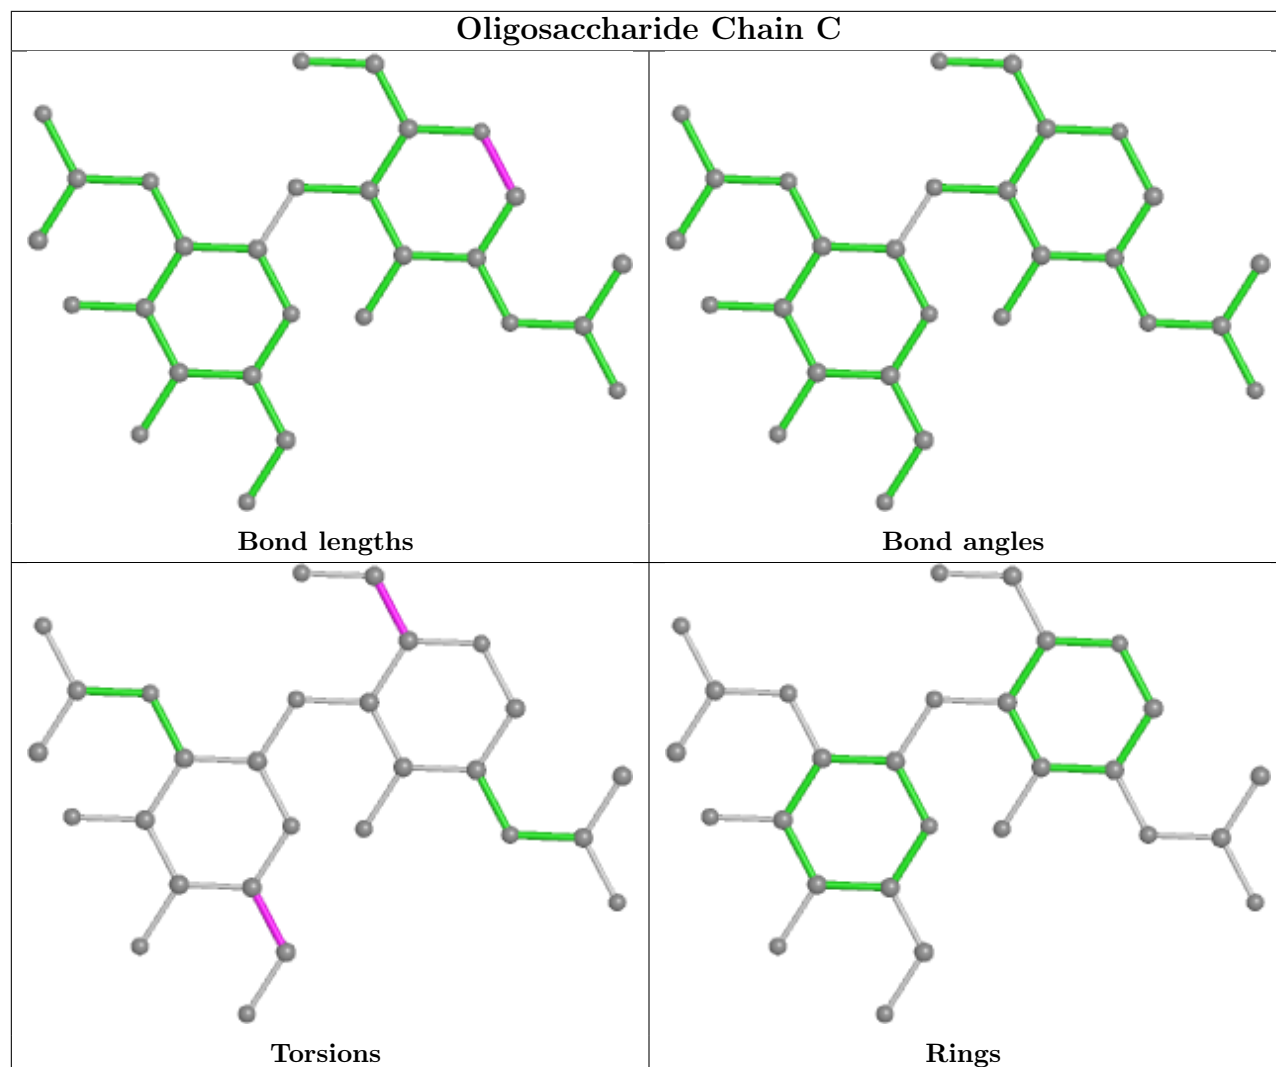 Oligosaccharide Chain C
Bond lengths
Bond angles
Torsions
Rings